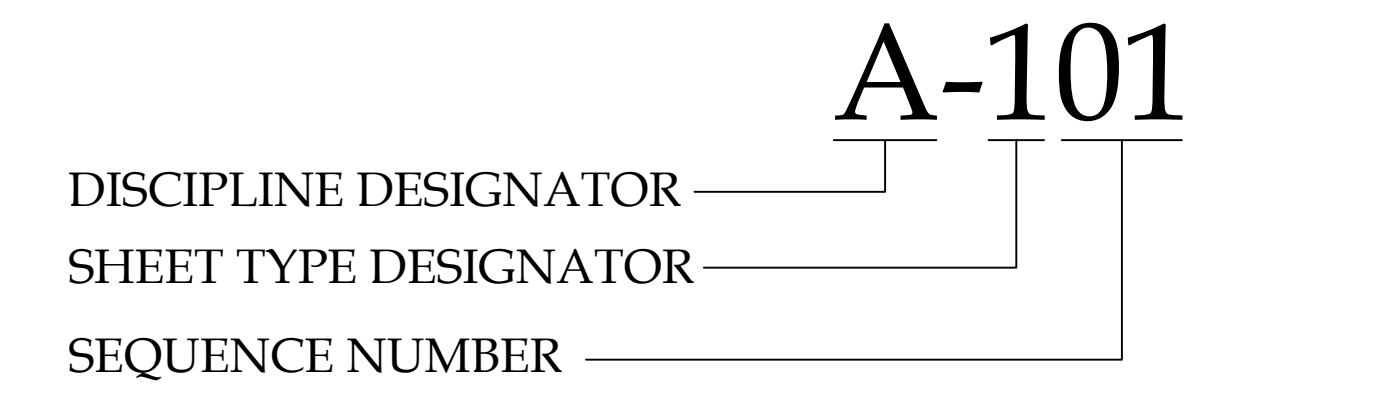 A-101
DISCIPLINE DESIGNATOR
SHEET TYPE DESIGNATOR
SEQUENCE NUMBER